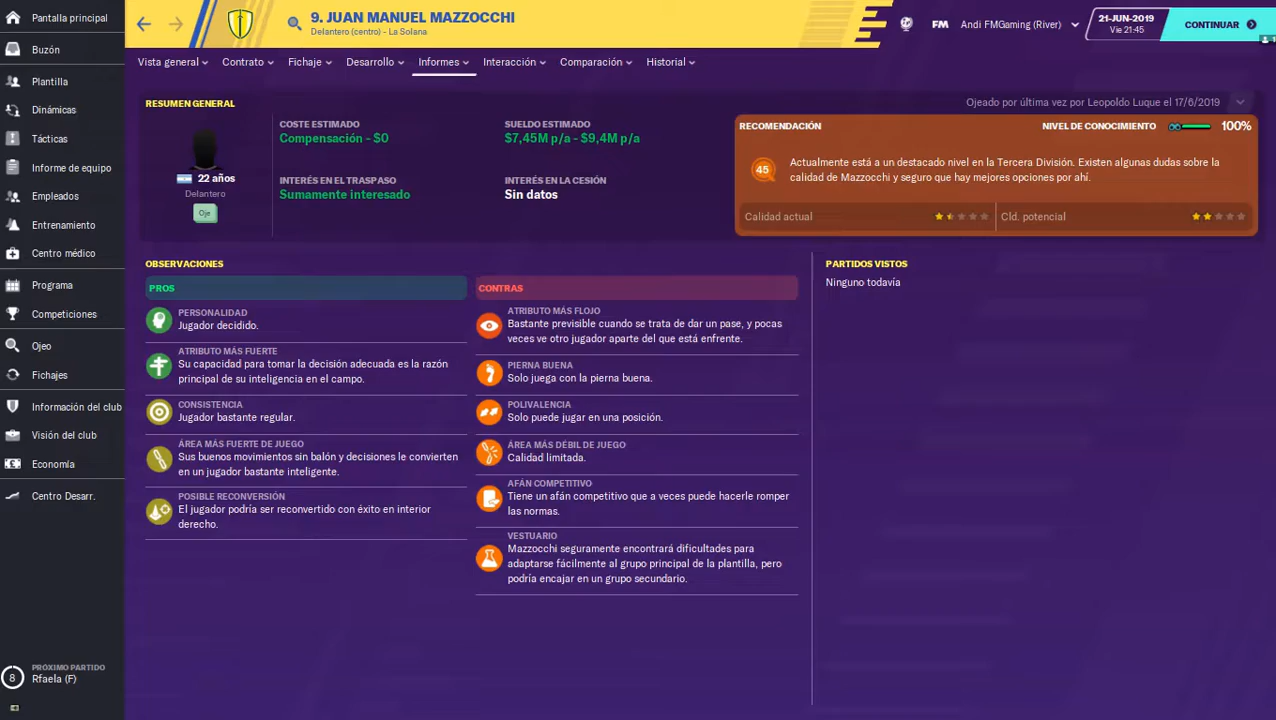 Pantalla principal
Buzón
Plantilla
Dinámicas
Tácticas
Informe de equipo
Empleados
Entrenamiento
Centro médico
Programa
Competiciones
Ojeo
Fichajes
Información del club
Visión del club
Economía
Centro Desarr.
8
PRÓXIMO PARTIDO
Rfaela (F)
9. JUAN MANUEL MAZZOCCHI
Delantero (centro) - La Solana
FM
Andi FMGaming (River)
21-JUN-2019
Vie 21:45
CONTINUAR
1
Vista general
Contrato
Fichaje
Desarrollo
Informes
Interacción
Comparación
Historial
RESUMEN GENERAL
Ojeado por última vez por Leopoldo Luque el 17/6/2019
22 años
Delantero
Oje
COSTE ESTIMADO
Compensación - $0
SUELDO ESTIMADO
$7,45M p/a - $9,4M p/a
INTERÉS EN EL TRASPASO
Sumamente interesado
INTERÉS EN LA CESIÓN
Sin datos
RECOMENDACIÓN
NIVEL DE CONOCIMIENTO
100%
45
Actualmente está a un destacado nivel en la Tercera División. Existen algunas dudas sobre la
calidad de Mazzocchi y seguro que hay mejores opciones por ahí.
Calidad actual
Cld. potencial
OBSERVACIONES
PROS
PERSONALIDAD
Jugador decidido.
ATRIBUTO MÁS FUERTE
Su capacidad para tomar la decisión adecuada es la razón
principal de su inteligencia en el campo.
CONSISTENCIA
Jugador bastante regular.
ÁREA MÁS FUERTE DE JUEGO
Sus buenos movimientos sin balón y decisiones le convierten
en un jugador bastante inteligente.
POSIBLE RECONVERSIÓN
El jugador podría ser reconvertido con éxito en interior
derecho.
CONTRAS
ATRIBUTO MÁS FLOJO
Bastante previsible cuando se trata de dar un pase, y pocas
veces ve otro jugador aparte del que está enfrente.
PIERNA BUENA
Solo juega con la pierna buena.
POLIVALENCIA
Solo puede jugar en una posición.
ÁREA MÁS DÉBIL DE JUEGO
Calidad limitada.
AFÁN COMPETITIVO
Tiene un afán competitivo que a veces puede hacerle romper
las normas.
VESTUARIO
Mazzocchi seguramente encontrará dificultades para
adaptarse fácilmente al grupo principal de la plantilla, pero
podría encajar en un grupo secundario.
PARTIDOS VISTOS
Ninguno todavía